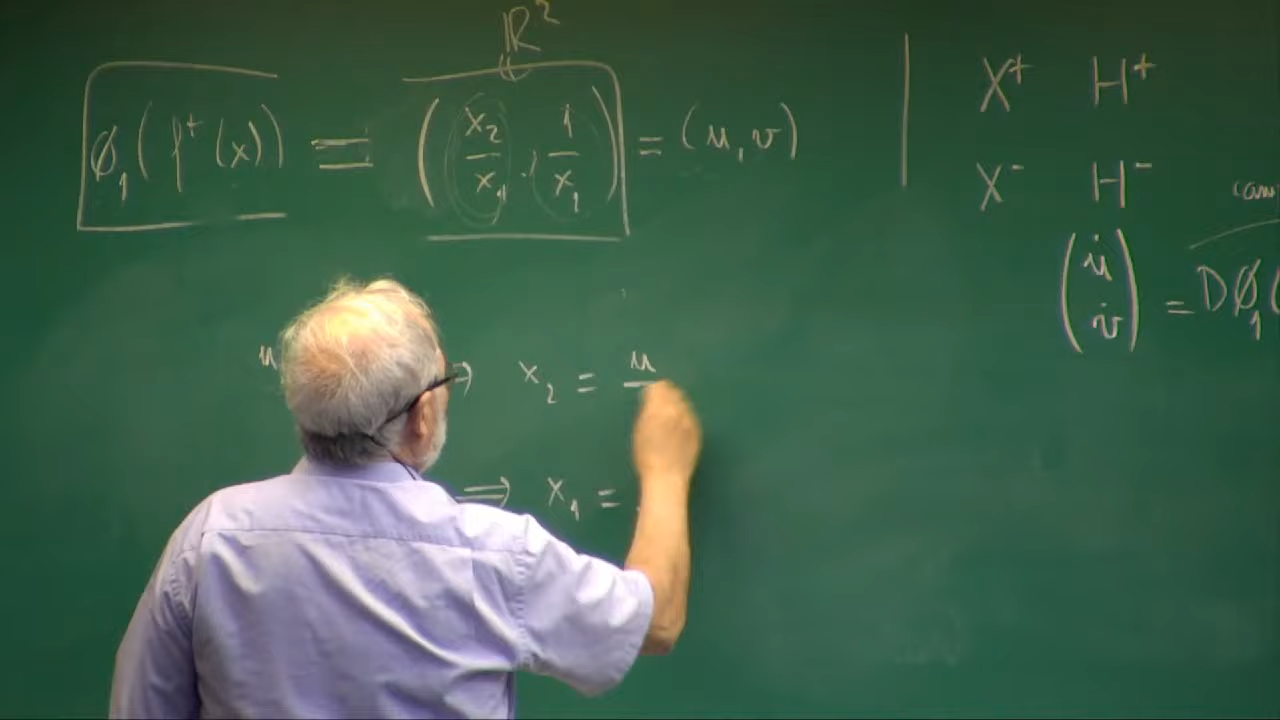 ℝ²
ϕ₁(f⁺(x)) ≡ (x₂/x₁, 1/x₁) = (u, v)
u
⇒ x₂ = u/
⇒ x₁ =
X⁺ H⁺
X⁻ H⁻
(u̇ v̇) = Dϕ₁(